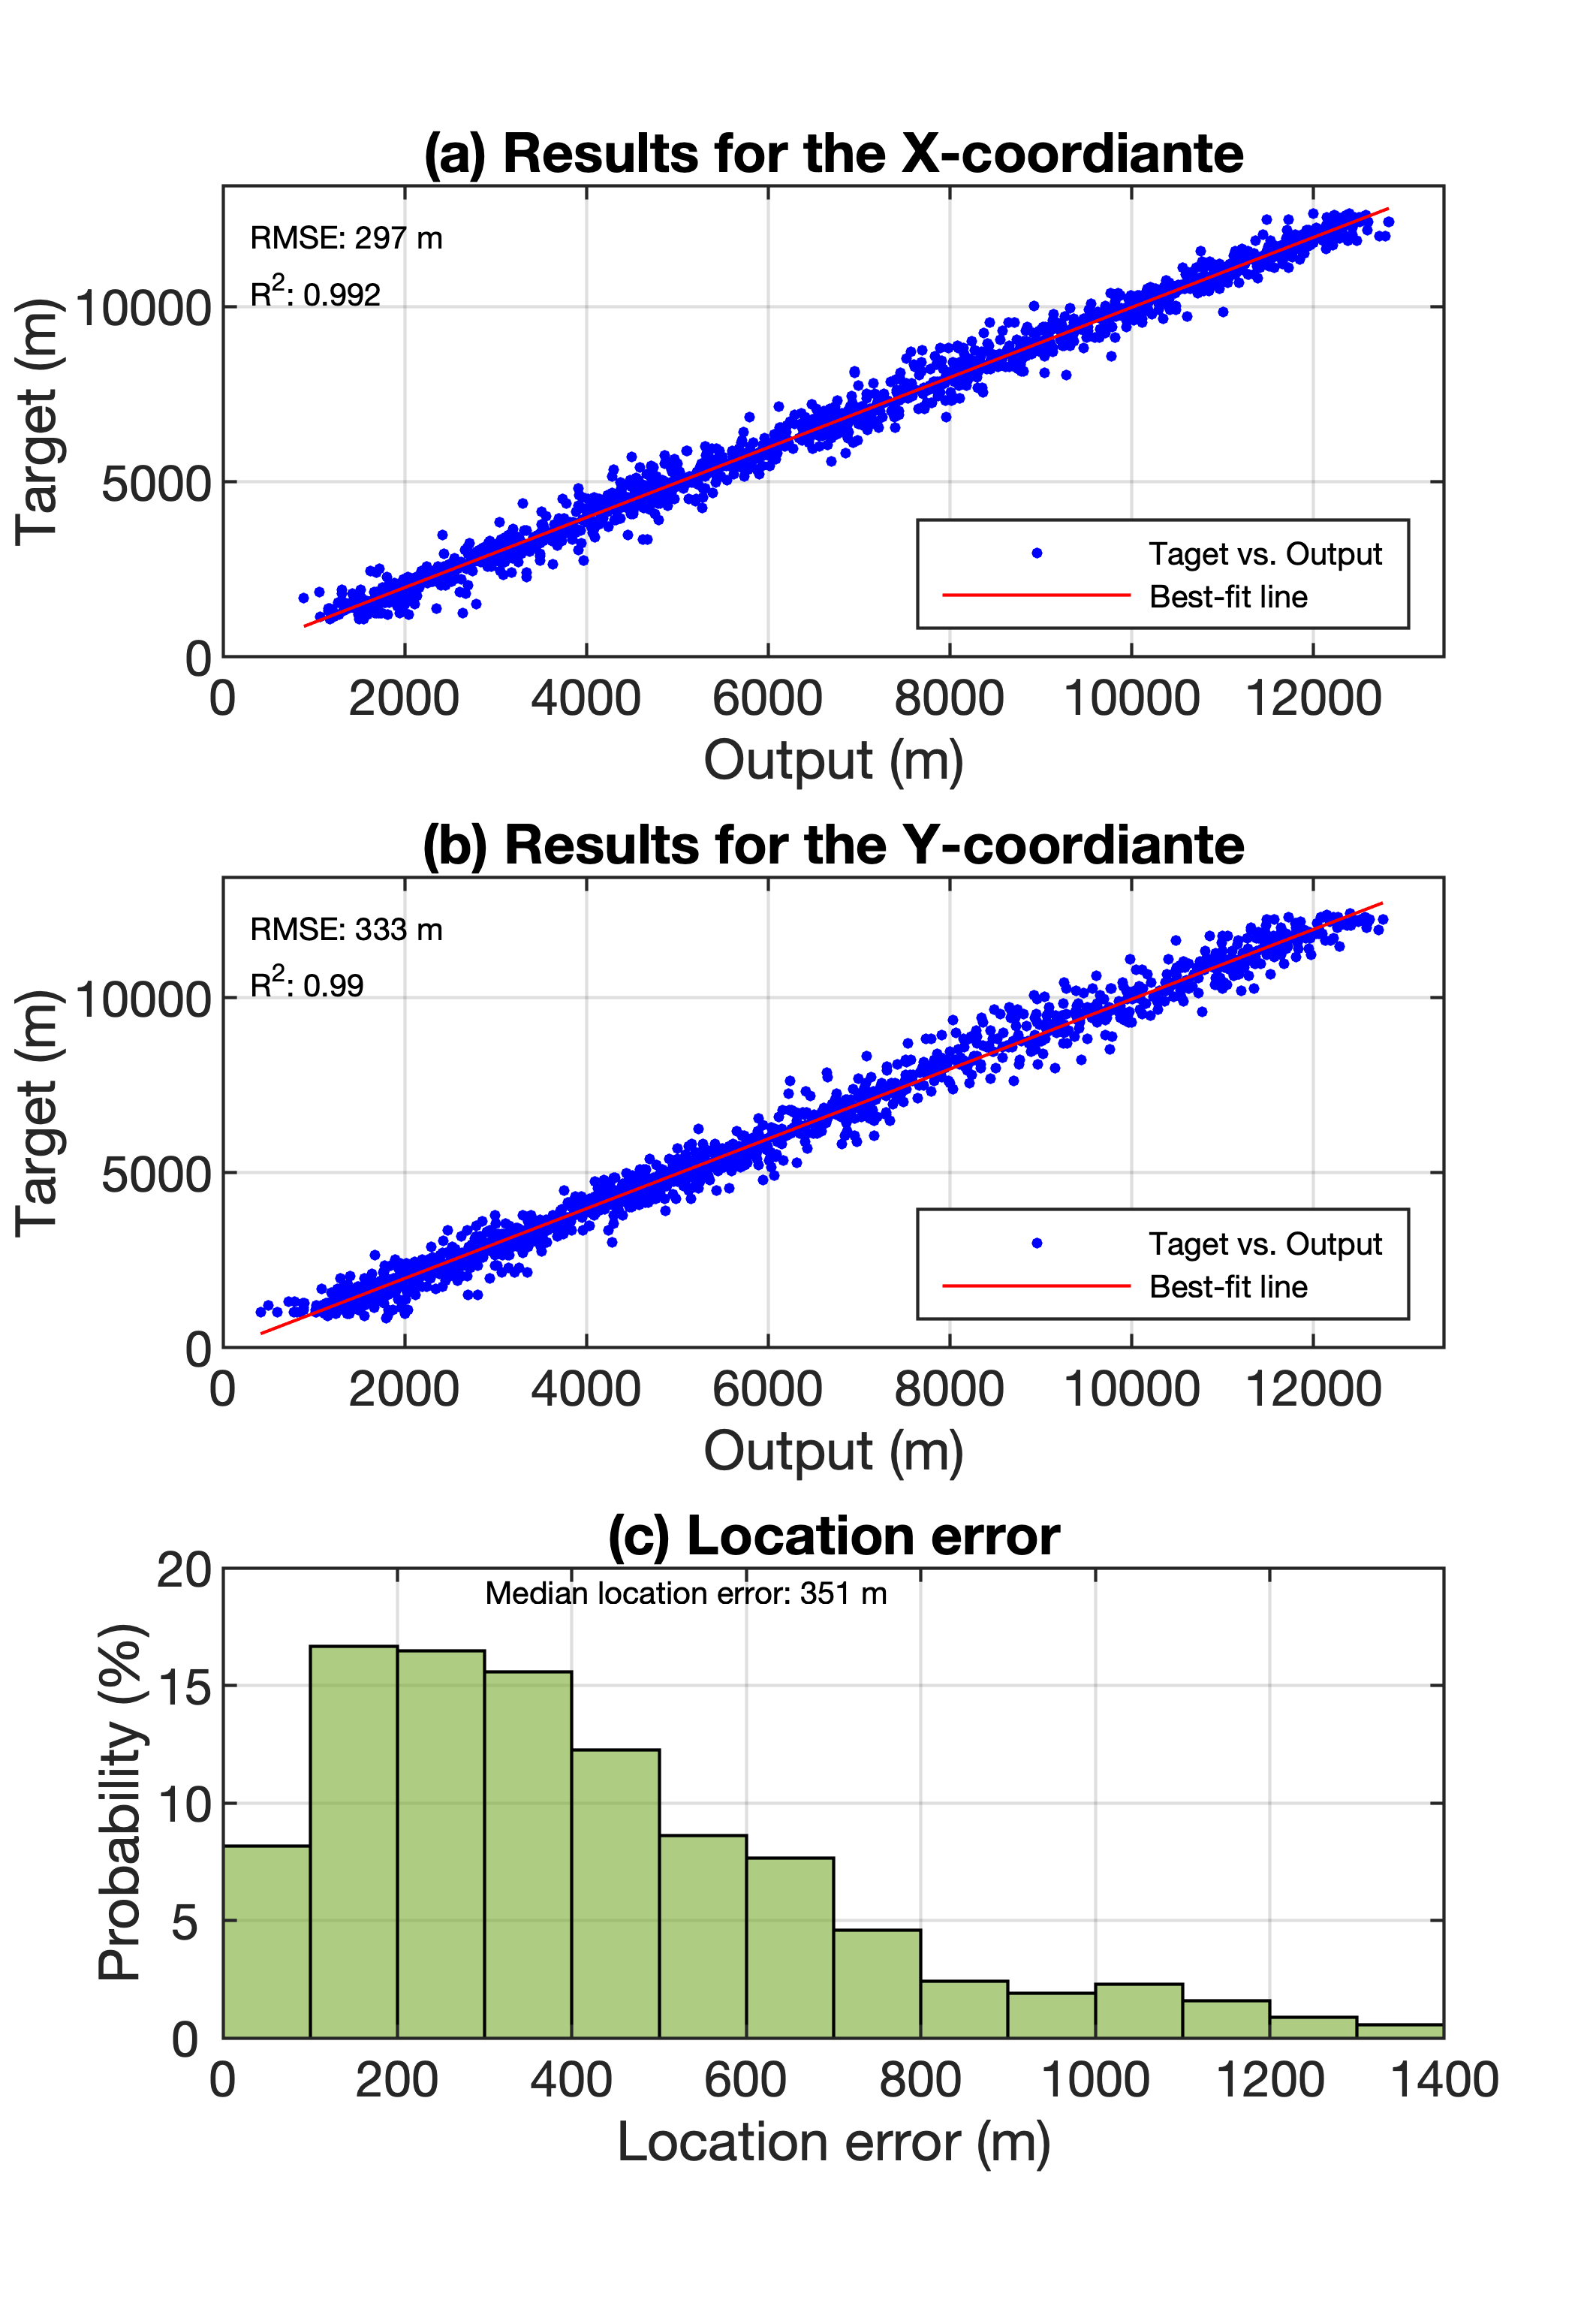 (a) Results for the X-coordiante
RMSE: 297 m
R²: 0.992
Target (m)
10000
5000
0
Taget vs. Output
Best-fit line
0 2000 4000 6000 8000 10000 12000
Output (m)
(b) Results for the Y-coordiante
RMSE: 333 m
R²: 0.99
Target (m)
10000
5000
0
Taget vs. Output
Best-fit line
0 2000 4000 6000 8000 10000 12000
Output (m)
(c) Location error
Median location error: 351 m
Probability (%)
20
15
10
5
0
0 200 400 600 800 1000 1200 1400
Location error (m)